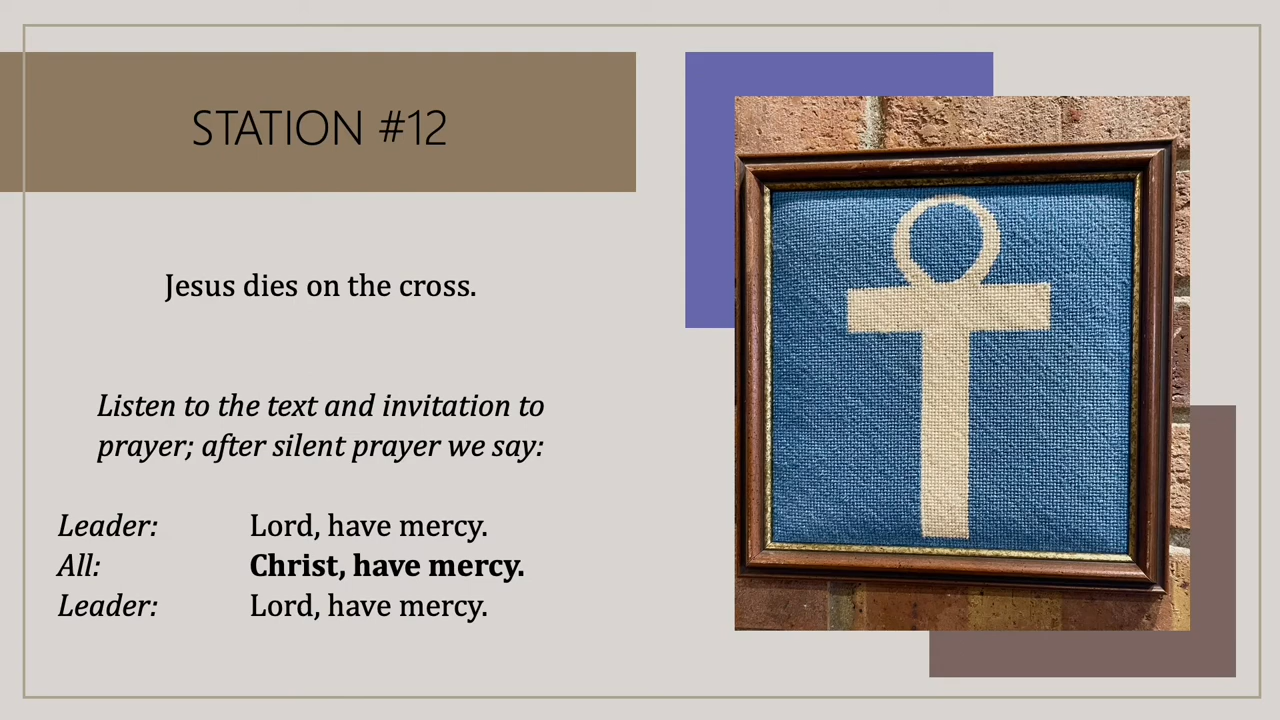 STATION #12
Jesus dies on the cross.
Listen to the text and invitation to
prayer; after silent prayer we say:
Leader: Lord, have mercy.
All: Christ, have mercy.
Leader: Lord, have mercy.